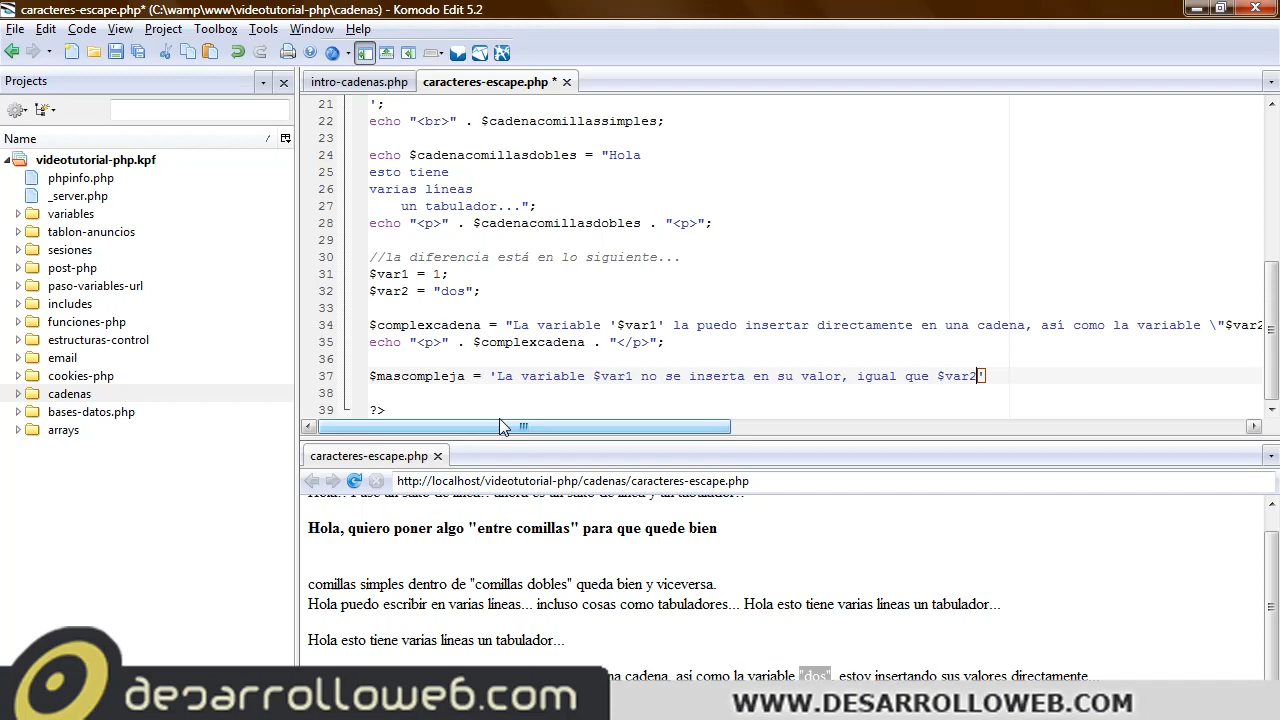 caracteres-escape.php* (C:\wamp\www\videotutorial-php\cadenas) - Komodo Edit 5.2
File Edit Code View Project Toolbox Tools Window Help
Projects
intro-cadenas.php caracteres-escape.php *
Name
videotutorial-php.kpf
phpinfo.php
_server.php
variables
tablon-anuncios
sesiones
post-php
paso-variables-url
includes
funciones-php
estructuras-control
email
cookies-php
cadenas
bases-datos.php
arrays
21 ';
22 echo "<br>" . $cadenacomillassimples;
23
24 echo $cadenacomillasdobles = "Hola
25 esto tiene
26 varias líneas
27 un tabulador...";
28 echo "<p>" . $cadenacomillasdobles . "<p>";
29
30 //la diferencia está en lo siguiente...
31 $var1 = 1;
32 $var2 = "dos";
33
34 $complexcadena = "La variable '$var1' la puedo insertar directamente en una cadena, así como la variable \"$var2
35 echo "<p>" . $complexcadena . "</p>";
36
37 $mascompleja = 'La variable $var1 no se inserta en su valor, igual que $var2'
38
39 ?>
caracteres-escape.php
http://localhost/videotutorial-php/cadenas/caracteres-escape.php
Hola, quiero poner algo "entre comillas" para que quede bien
comillas simples dentro de "comillas dobles" queda bien y viceversa.
Hola puedo escribir en varias líneas... incluso cosas como tabuladores... Hola esto tiene varias líneas un tabulador...
Hola esto tiene varias líneas un tabulador...
na cadena, así como la variable "dos", estoy insertando sus valores directamente...
desarrolloweb.com
WWW.DESARROLLOWEB.COM